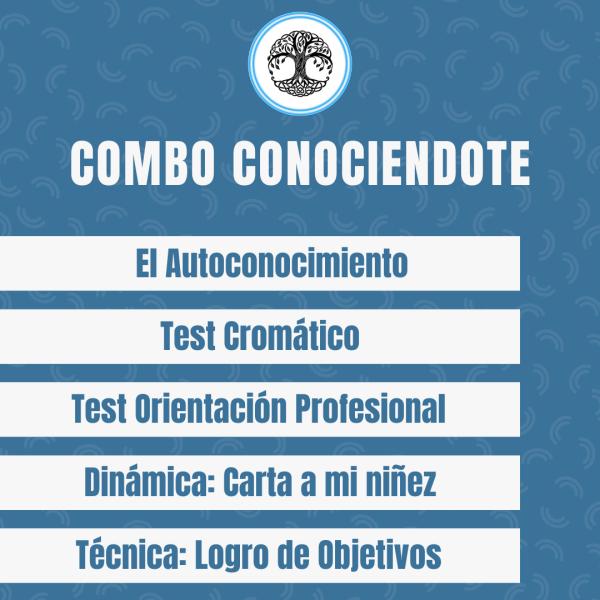 COMBO CONOCIENDOTE
El Autoconocimiento
Test Cromático
Test Orientación Profesional
Dinámica: Carta a mi niñez
Técnica: Logro de Objetivos